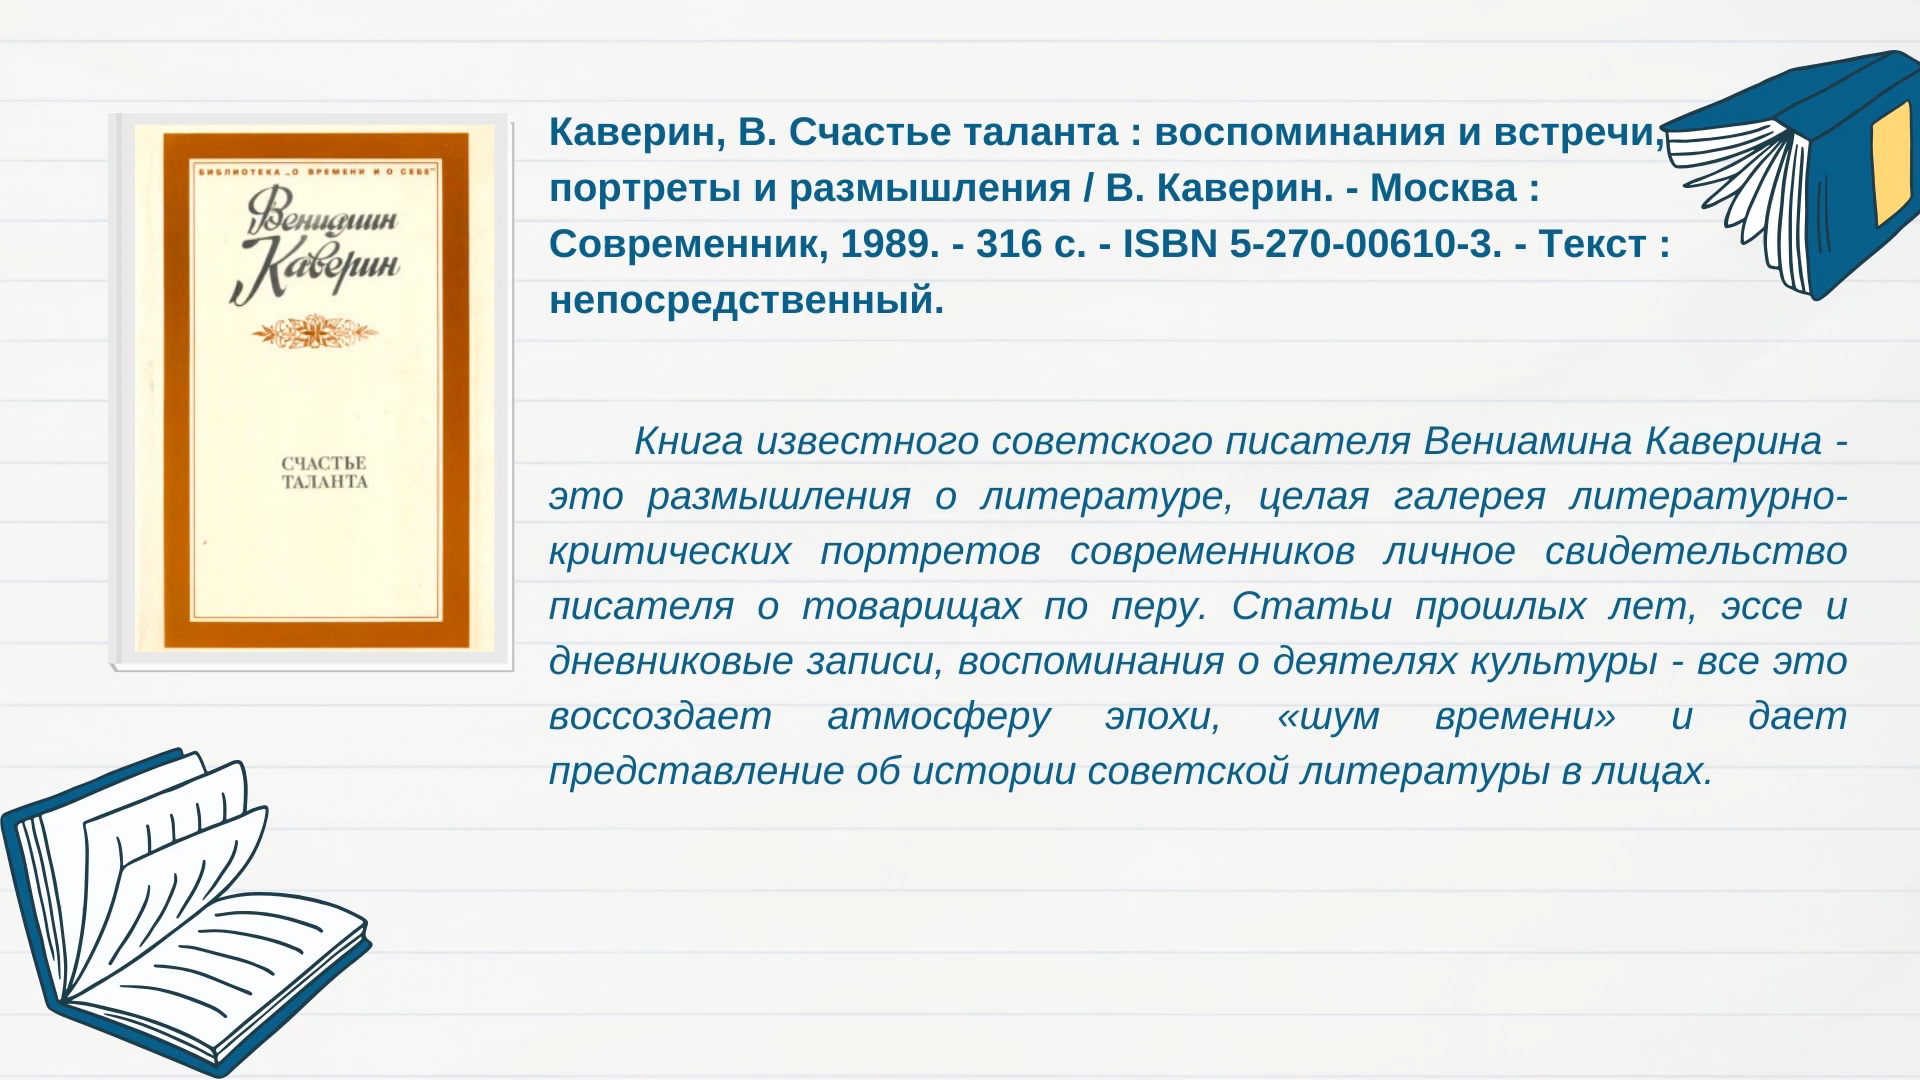 БИБЛИОТЕКА „О ВРЕМЕНИ И О СЕБЕ"
Вениамин
Каверин
СЧАСТЬЕ
ТАЛАНТА
Каверин, В. Счастье таланта : воспоминания и встречи,
портреты и размышления / В. Каверин. - Москва :
Современник, 1989. - 316 с. - ISBN 5-270-00610-3. - Текст :
непосредственный.
Книга известного советского писателя Вениамина Каверина -
это размышления о литературе, целая галерея литературно-
критических портретов современников личное свидетельство
писателя о товарищах по перу. Статьи прошлых лет, эссе и
дневниковые записи, воспоминания о деятелях культуры - все это
воссоздает атмосферу эпохи, «шум времени» и дает
представление об истории советской литературы в лицах.